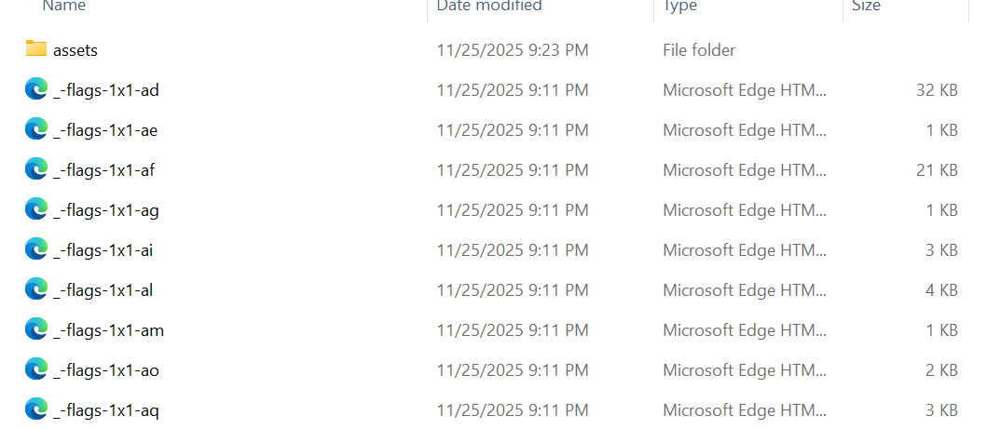 Name Date modified Type Size
assets 11/25/2025 9:23 PM File folder
_-flags-1x1-ad 11/25/2025 9:11 PM Microsoft Edge HTM... 32 KB
_-flags-1x1-ae 11/25/2025 9:11 PM Microsoft Edge HTM... 1 KB
_-flags-1x1-af 11/25/2025 9:11 PM Microsoft Edge HTM... 21 KB
_-flags-1x1-ag 11/25/2025 9:11 PM Microsoft Edge HTM... 1 KB
_-flags-1x1-ai 11/25/2025 9:11 PM Microsoft Edge HTM... 3 KB
_-flags-1x1-al 11/25/2025 9:11 PM Microsoft Edge HTM... 4 KB
_-flags-1x1-am 11/25/2025 9:11 PM Microsoft Edge HTM... 1 KB
_-flags-1x1-ao 11/25/2025 9:11 PM Microsoft Edge HTM... 2 KB
_-flags-1x1-aq 11/25/2025 9:11 PM Microsoft Edge HTM... 3 KB